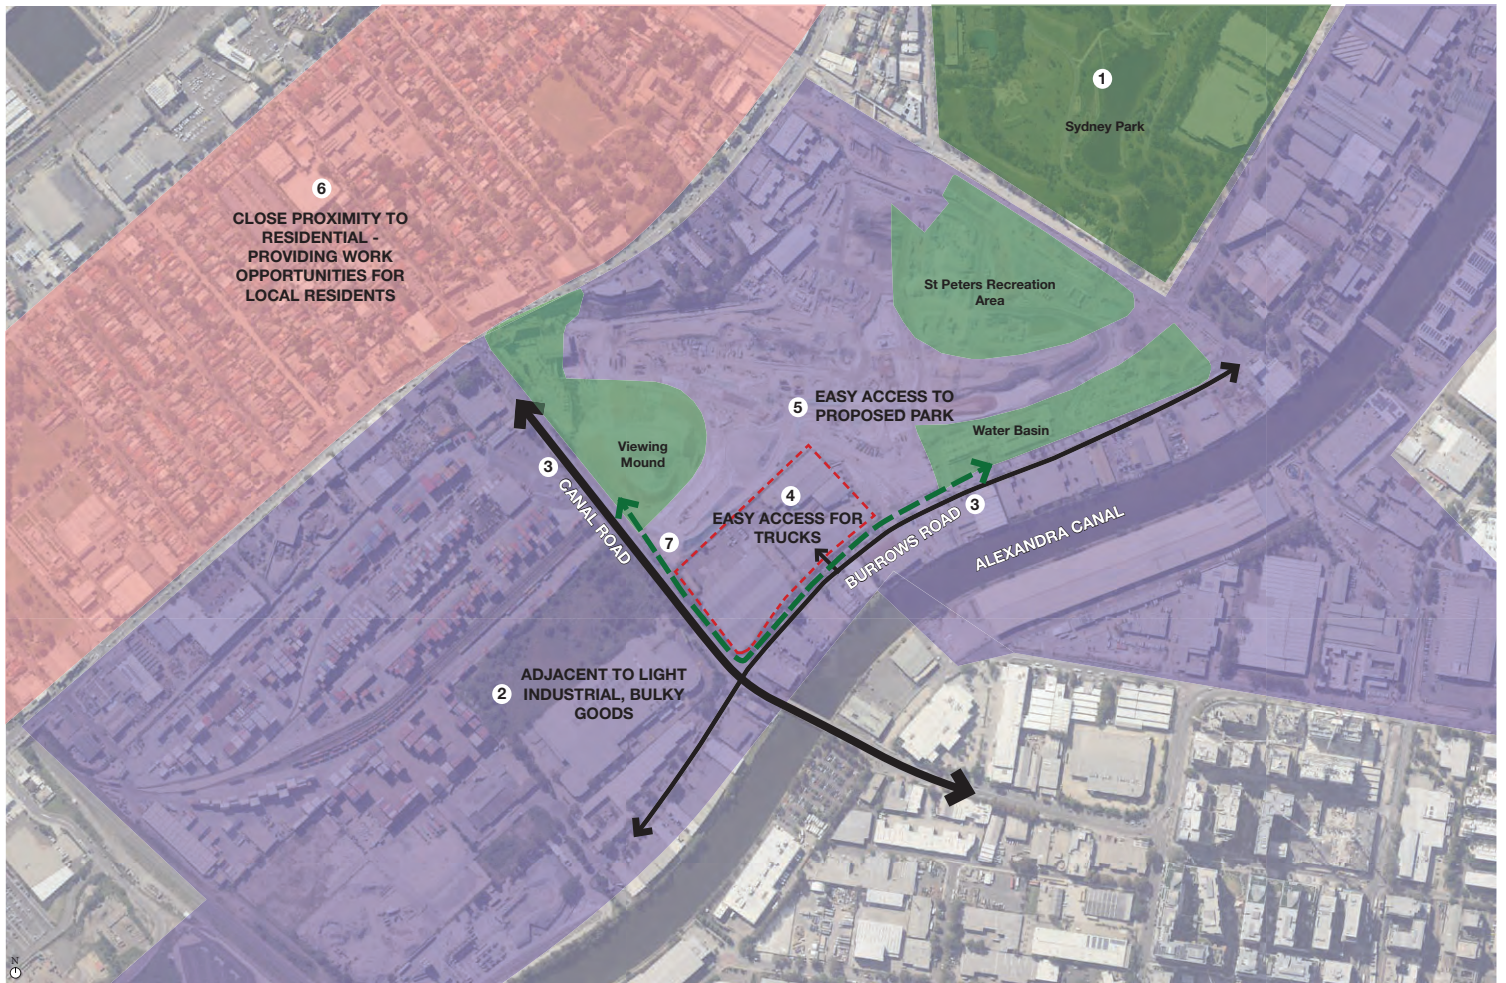 1
Sydney Park
6
CLOSE PROXIMITY TO
RESIDENTIAL -
PROVIDING WORK
OPPORTUNITIES FOR
LOCAL RESIDENTS
St Peters Recreation
Area
5
EASY ACCESS TO
PROPOSED PARK
Water Basin
Viewing
Mound
3
CANAL ROAD
4
EASY ACCESS FOR
TRUCKS
3
BURROWS ROAD
ALEXANDRA CANAL
7
2
ADJACENT TO LIGHT
INDUSTRIAL, BULKY
GOODS
N